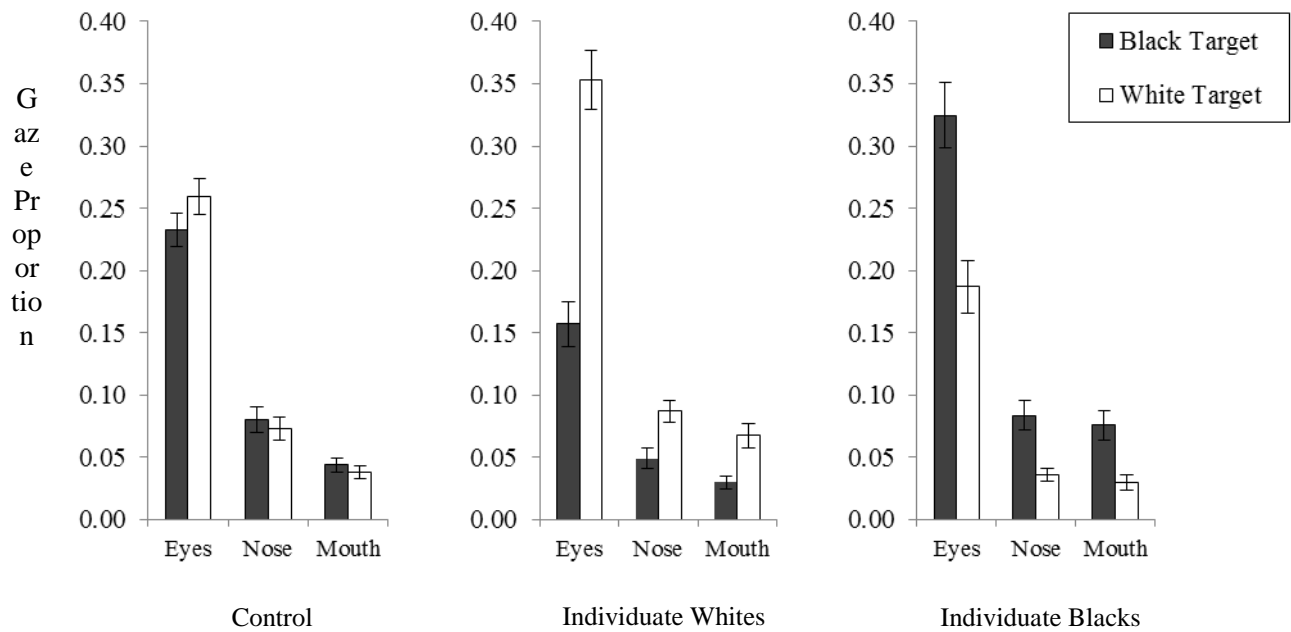 G
az
e
Pr
op
or
tio
n
0.40
0.35
0.30
0.25
0.20
0.15
0.10
0.05
0.00
Eyes Nose Mouth
Control
0.40
0.35
0.30
0.25
0.20
0.15
0.10
0.05
0.00
Eyes Nose Mouth
Individuate Whites
0.40
0.35
0.30
0.25
0.20
0.15
0.10
0.05
0.00
Eyes Nose Mouth
Individuate Blacks
Black Target
White Target